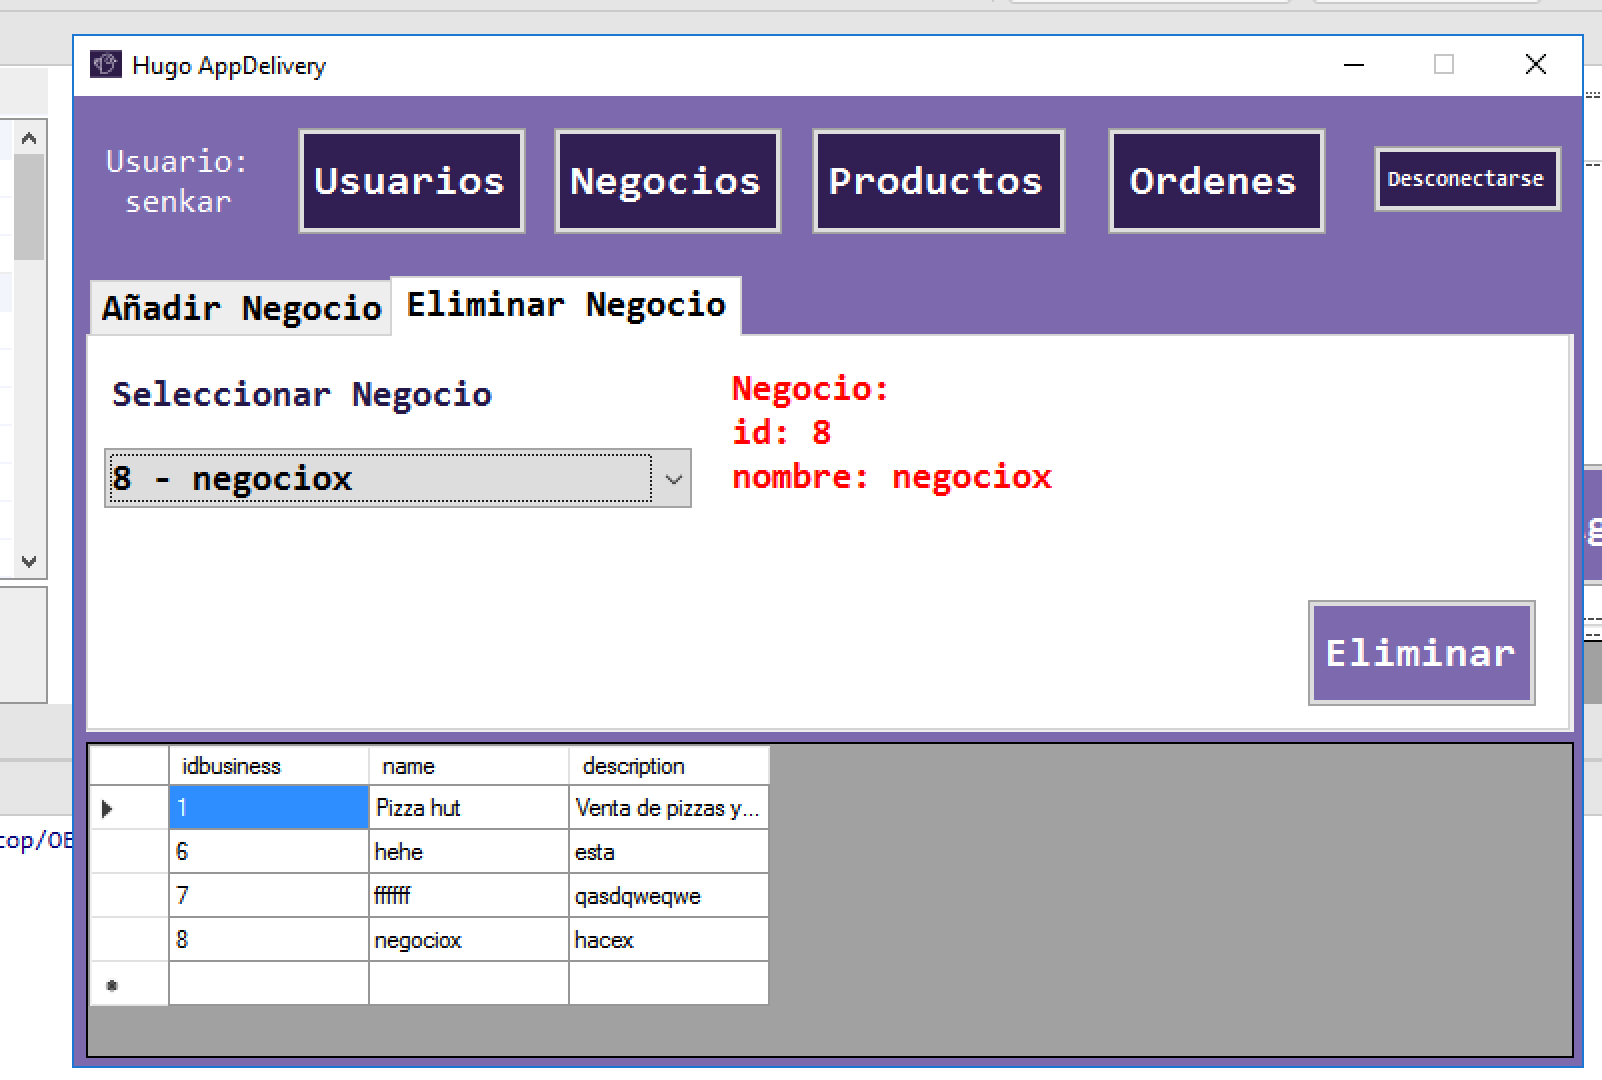 Hugo AppDelivery
Usuario:
senkar
Usuarios
Negocios
Productos
Ordenes
Desconectarse
Añadir Negocio
Eliminar Negocio
Seleccionar Negocio
8 - negociox
Negocio:
id: 8
nombre: negociox
Eliminar
idbusiness name description
1 Pizza hut Venta de pizzas y...
6 hehe esta
7 ffffff qasdqweqwe
8 negociox hacex